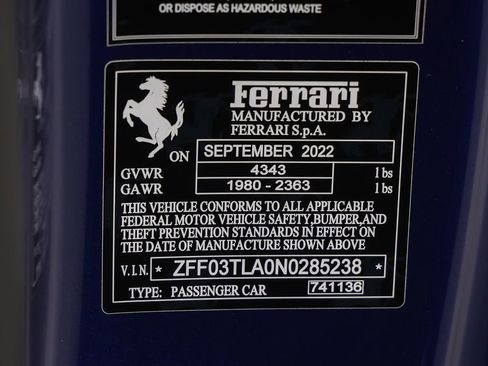 OR DISPOSE AS HAZARDOUS WASTE
Ferrari
MANUFACTURED BY
FERRARI S.p.A.
ON SEPTEMBER 2022
GVWR 4343 lbs
GAWR 1980 - 2363 lbs
THIS VEHICLE CONFORMS TO ALL APPLICABLE
FEDERAL MOTOR VEHICLE SAFETY,BUMPER,AND
THEFT PREVENTION STANDARDS IN EFFECT ON
THE DATE OF MANUFACTURE SHOWN ABOVE
V.I.N. * ZFF03TLA0N0285238 *
TYPE: PASSENGER CAR 741136